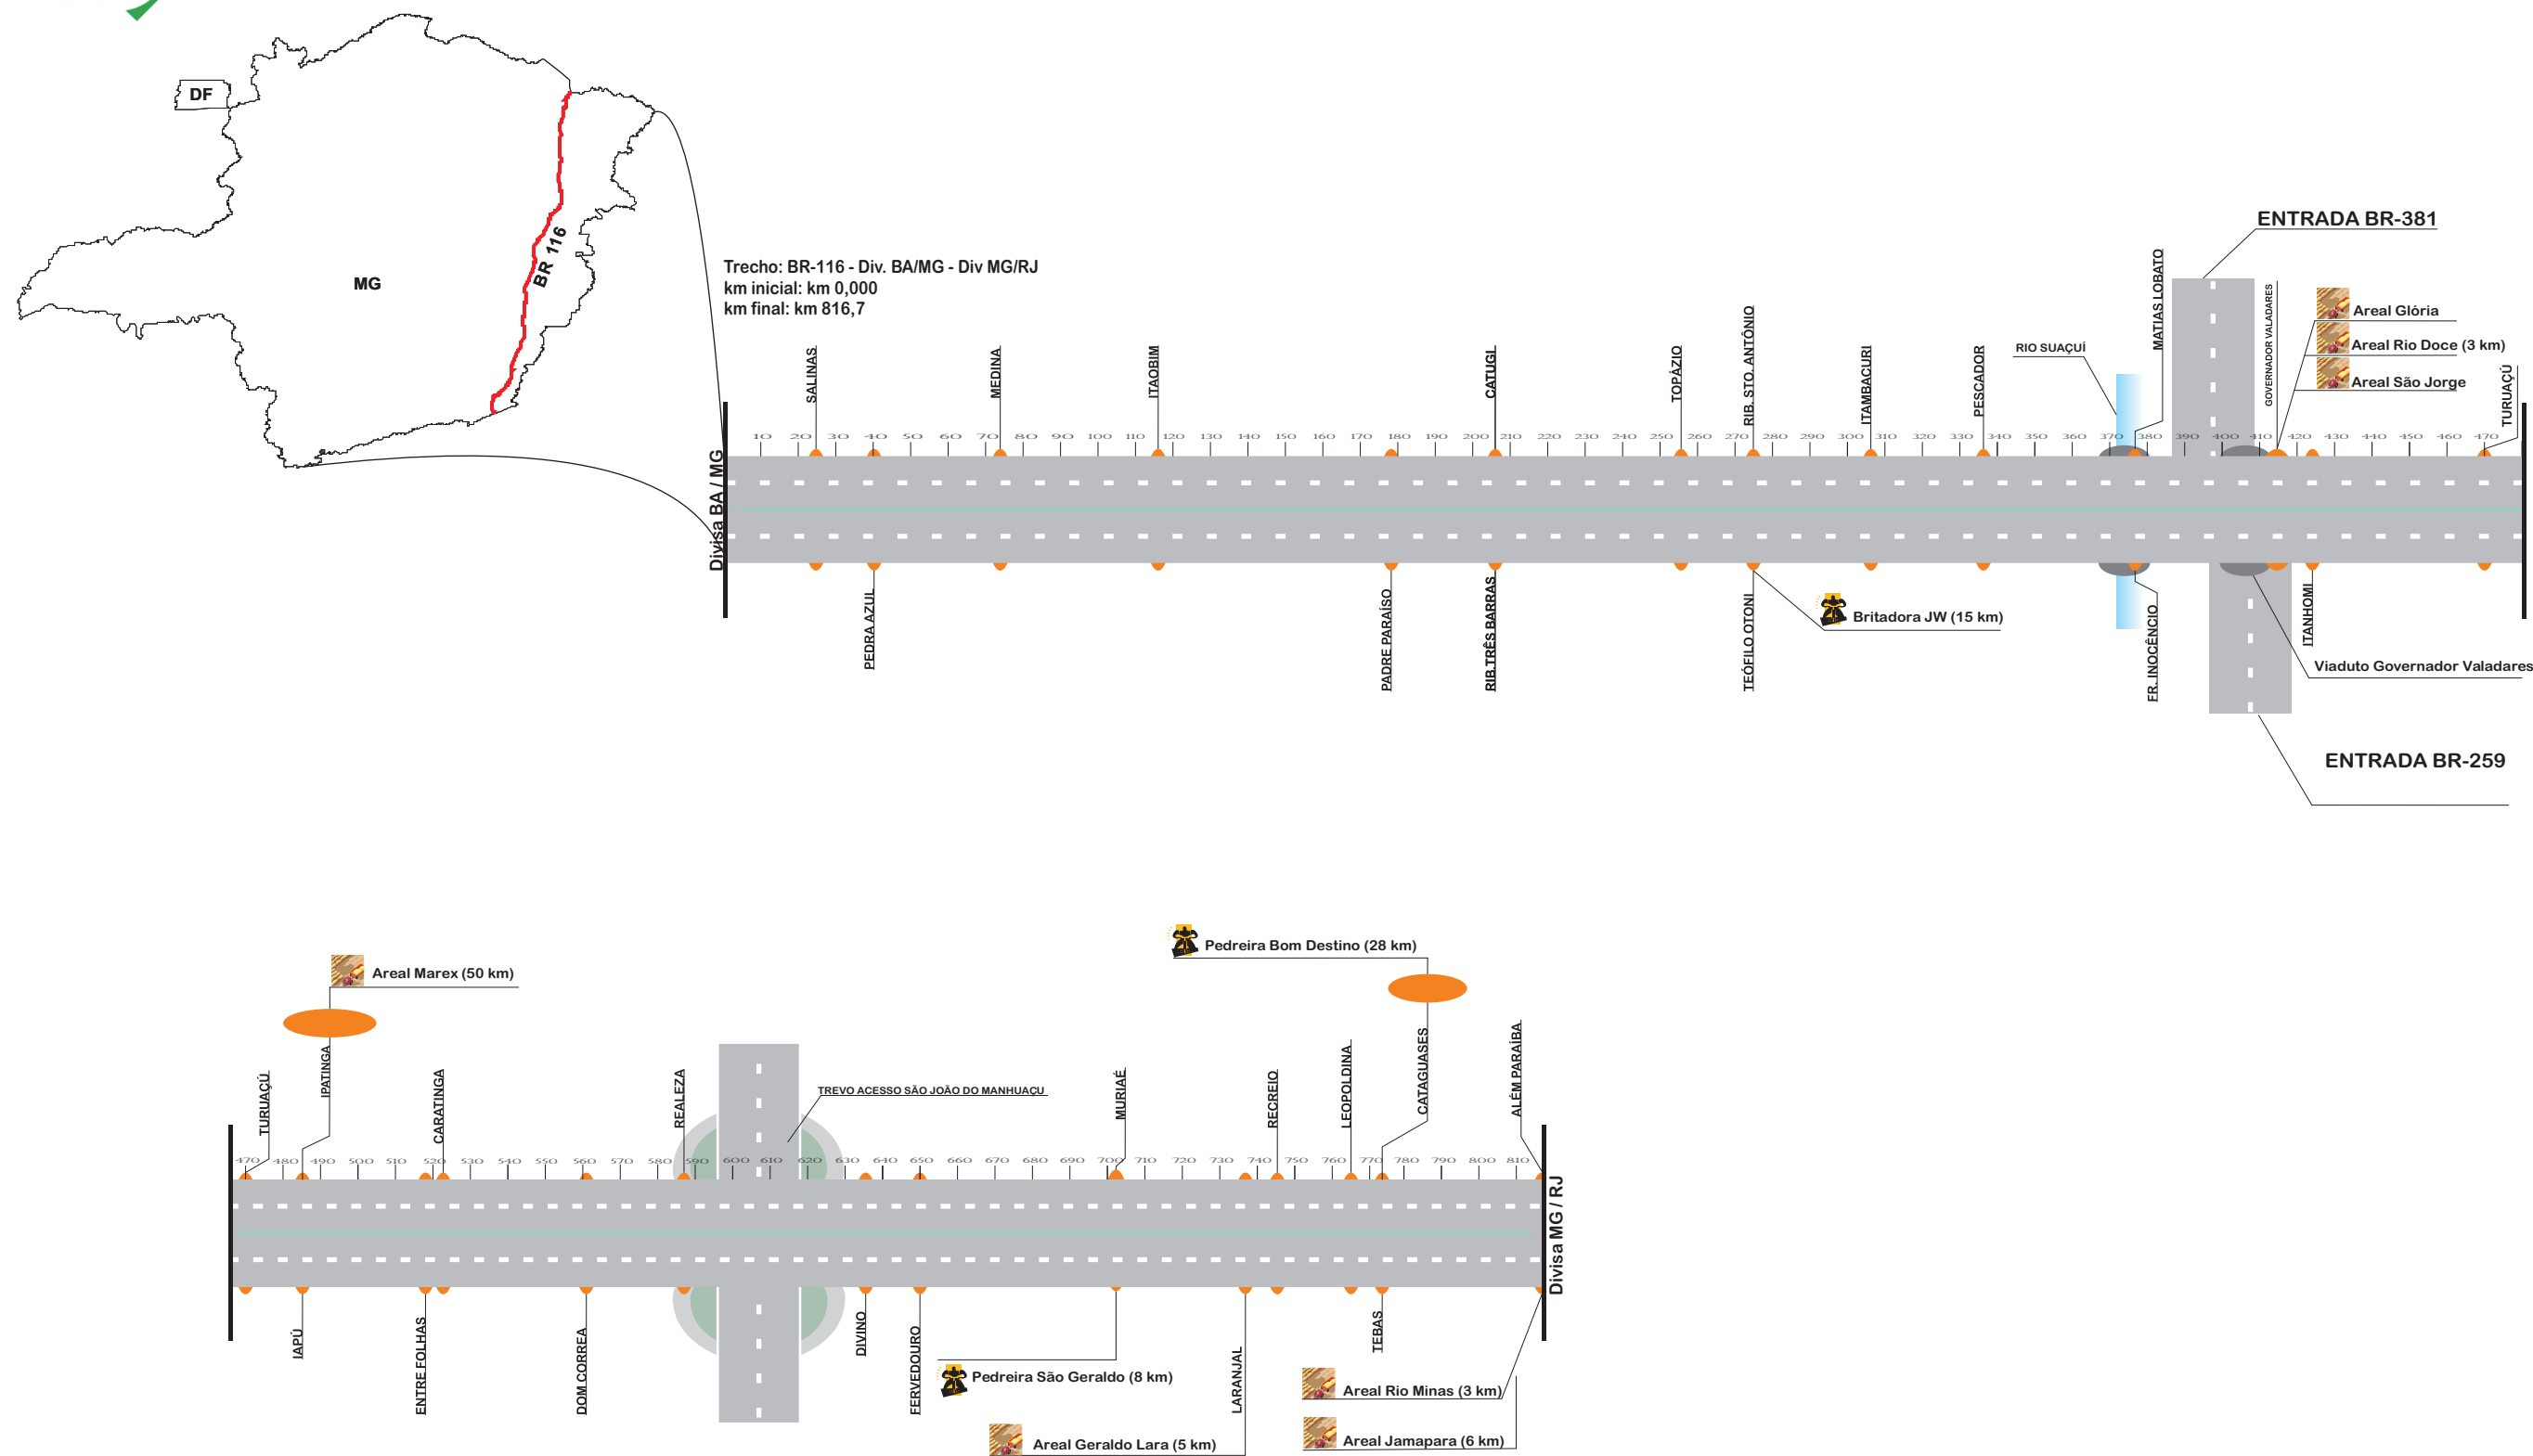 DF
MG
BR 116
Trecho: BR-116 - Div. BA/MG - Div MG/RJ
km inicial: km 0,000
km final: km 816,7
ENTRADA BR-381
SALINAS
MEDINA
ITAOBIM
CATUGI
TOPÁZIO
RIB. STO. ANTÔNIO
ITAMBACURI
PESCADOR
RIO SUAÇUÍ
MATIAS LOBATO
GOVERNADOR VALADARES
Areal Glória
Areal Rio Doce (3 km)
Areal São Jorge
TURUAÇÚ
10 20 30 40 50 60 70 80 90 100 110 120 130 140 150 160 170 180 190 200 210 220 230 240 250 260 270 280 290 300 310 320 330 340 350 360 370 380 390 400 410 420 430 440 450 460 470
Divisa BA / MG
PEDRA AZUL
PADRE PARAÍSO
RIB.TRÊS BARRAS
TEÓFILO OTONI
Britadora JW (15 km)
FR. INOCÊNCIO
ITANHOMI
Viaduto Governador Valadares
ENTRADA BR-259
Pedreira Bom Destino (28 km)
Areal Marex (50 km)
TURUAÇÚ
IPATINGA
CARATINGA
REALEZA
TREVO ACESSO SÃO JOÃO DO MANHUAÇU
MURIAÉ
RECREIO
LEOPOLDINA
CATAGUASES
ALÉM PARAÍBA
470 480 490 500 510 520 530 550 560 570 580 590 600 610 620 630 640 650 660 670 680 690 700 710 720 730 740 750 760 770 780 790 800 810
Divisa MG / RJ
IAPÚ
ENTRE FOLHAS
DOM CORREA
DIVINO
FERVEDOURO
Pedreira São Geraldo (8 km)
LARANJAL
TEBAS
Areal Rio Minas (3 km)
Areal Geraldo Lara (5 km)
Areal Jamapara (6 km)